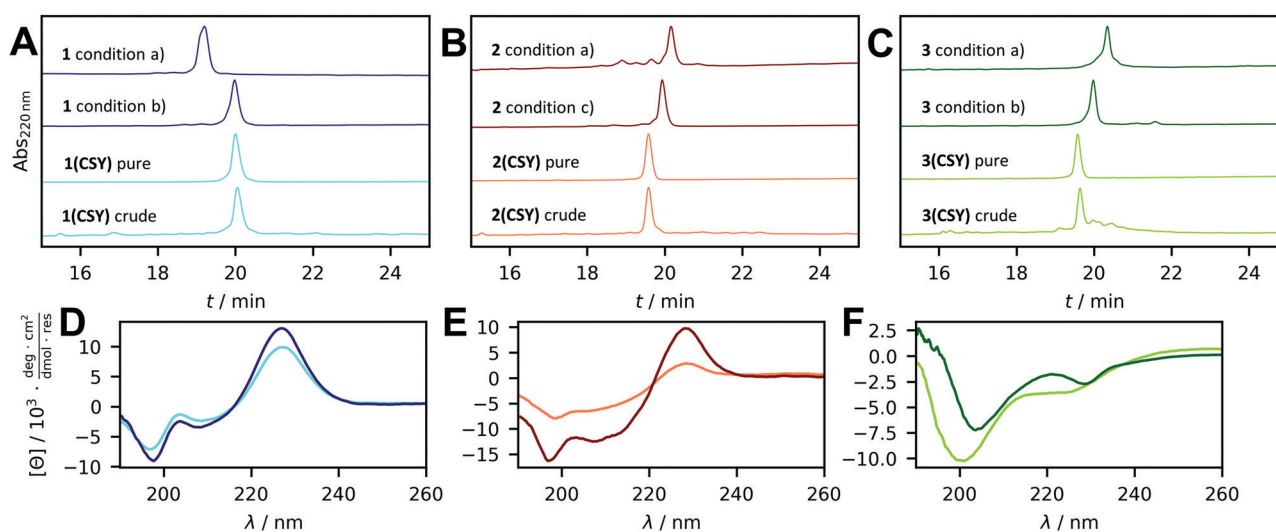 A
1 condition a)
1 condition b)
1(CSY) pure
1(CSY) crude
Abs220 nm
16 18 20 22 24
t / min
B
2 condition a)
2 condition c)
2(CSY) pure
2(CSY) crude
16 18 20 22 24
t / min
C
3 condition a)
3 condition b)
3(CSY) pure
3(CSY) crude
16 18 20 22 24
t / min
D
[Θ] / 10³ · deg · cm² / dmol · res
10
5
0
−5
−10
200 220 240 260
λ / nm
E
10
5
0
−5
−10
−15
200 220 240 260
λ / nm
F
2.5
0.0
−2.5
−5.0
−7.5
−10.0
200 220 240 260
λ / nm